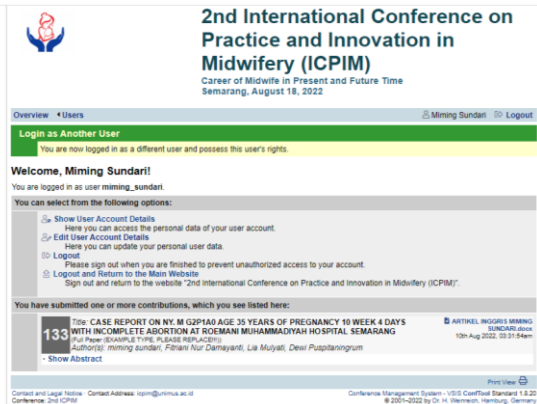 2nd International Conference on
Practice and Innovation in
Midwifery (ICPIM)
Career of Midwife in Present and Future Time
Semarang, August 18, 2022
Overview Users Miming Sundari Logout
Login as Another User
You are now logged in as a different user and possess this user's rights.
Welcome, Miming Sundari!
You are logged in as user miming_sundari.
You can select from the following options:
Show User Account Details
Here you can access the personal data of your user account.
Edit User Account Details
Here you can update your personal user data.
Logout
Please sign out when you are finished to prevent unauthorized access to your account.
Logout and Return to the Main Website
Sign out and return to the website "2nd International Conference on Practice and Innovation in Midwifery (ICPIM)".
You have submitted one or more contributions, which you see listed here:
133
Title: CASE REPORT ON NY. M G2P1A0 AGE 35 YEARS OF PREGNANCY 10 WEEK 4 DAYS
WITH INCOMPLETE ABORTION AT ROEMANI MUHAMMADIYAH HOSPITAL SEMARANG
(Full Paper (EXAMPLE TYPE, PLEASE REPLACE!!!))
Author(s): miming sundari, Fitriani Nur Damayanti, Lia Mulyati, Dewi Puspitaningrum
- Show Abstract
ARTIKEL INGGRIS MIMING
SUNDARI.docx
10th Aug 2022, 03:31:54am
Print View
Contact and Legal Notice · Contact Address: icpim@unimus.ac.id
Conference: 2nd ICPIM
Conference Management System - VSIS ConfTool Standard 1.8.20
© 2001–2022 by Dr. H. Weinreich, Hamburg, Germany